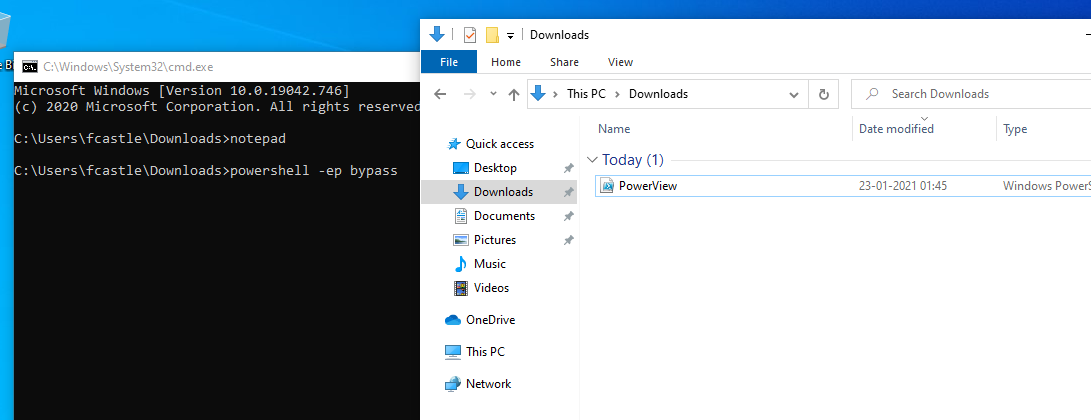 C:\Windows\System32\cmd.exe
Microsoft Windows [Version 10.0.19042.746]
(c) 2020 Microsoft Corporation. All rights reserved
C:\Users\fcastle\Downloads>notepad
C:\Users\fcastle\Downloads>powershell -ep bypass
Downloads
File Home Share View
This PC > Downloads
Search Downloads
Name Date modified Type
Quick access
Desktop
Downloads
Documents
Pictures
Music
Videos
OneDrive
This PC
Network
Today (1)
PowerView 23-01-2021 01:45 Windows PowerS